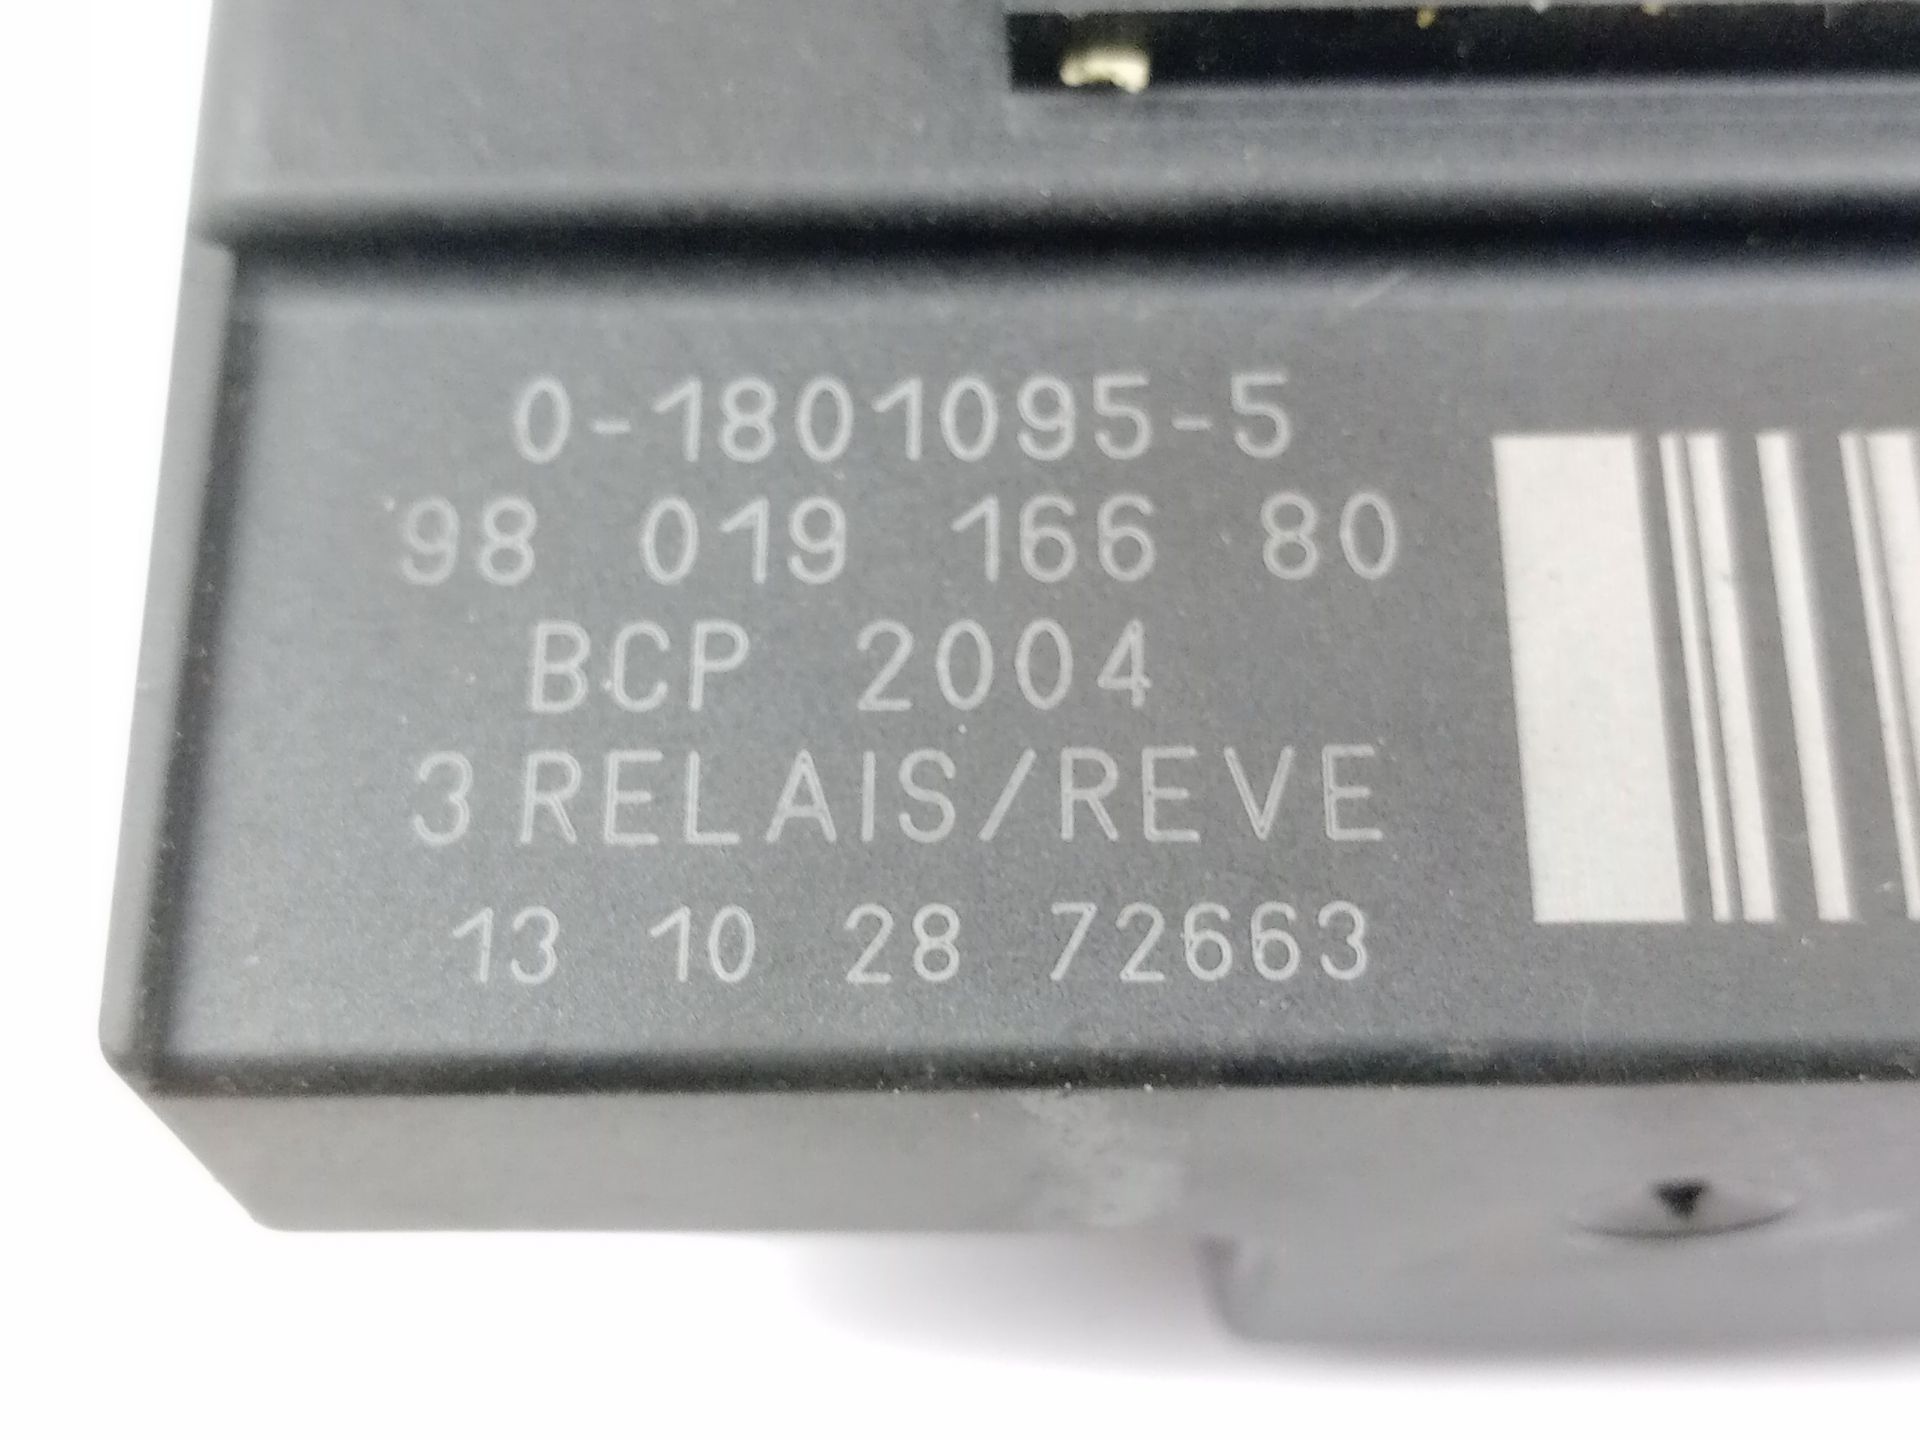 0-1801095-5
98 019 166 80
BCP 2004
3 RELAIS/REVE
13 10 28 72663